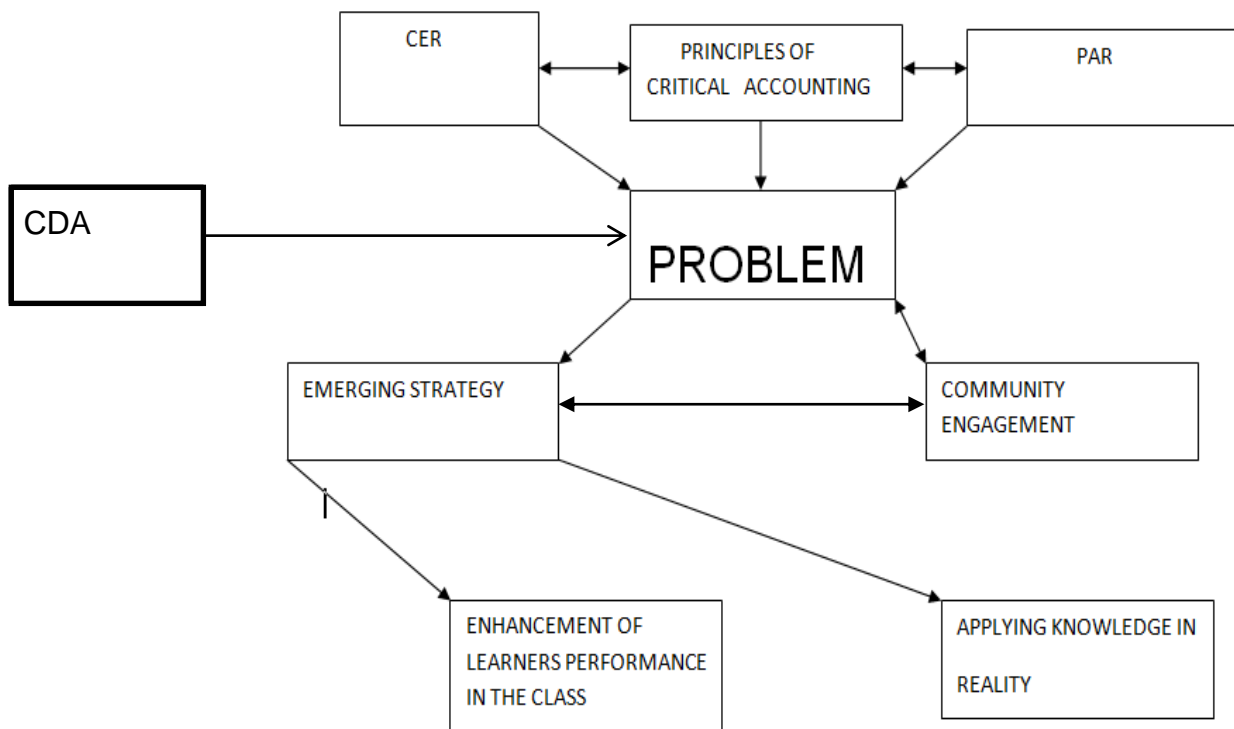 CER
PRINCIPLES OF
CRITICAL ACCOUNTING
PAR
CDA
PROBLEM
EMERGING STRATEGY
COMMUNITY
ENGAGEMENT
ENHANCEMENT OF
LEARNERS PERFORMANCE
IN THE CLASS
APPLYING KNOWLEDGE IN
REALITY